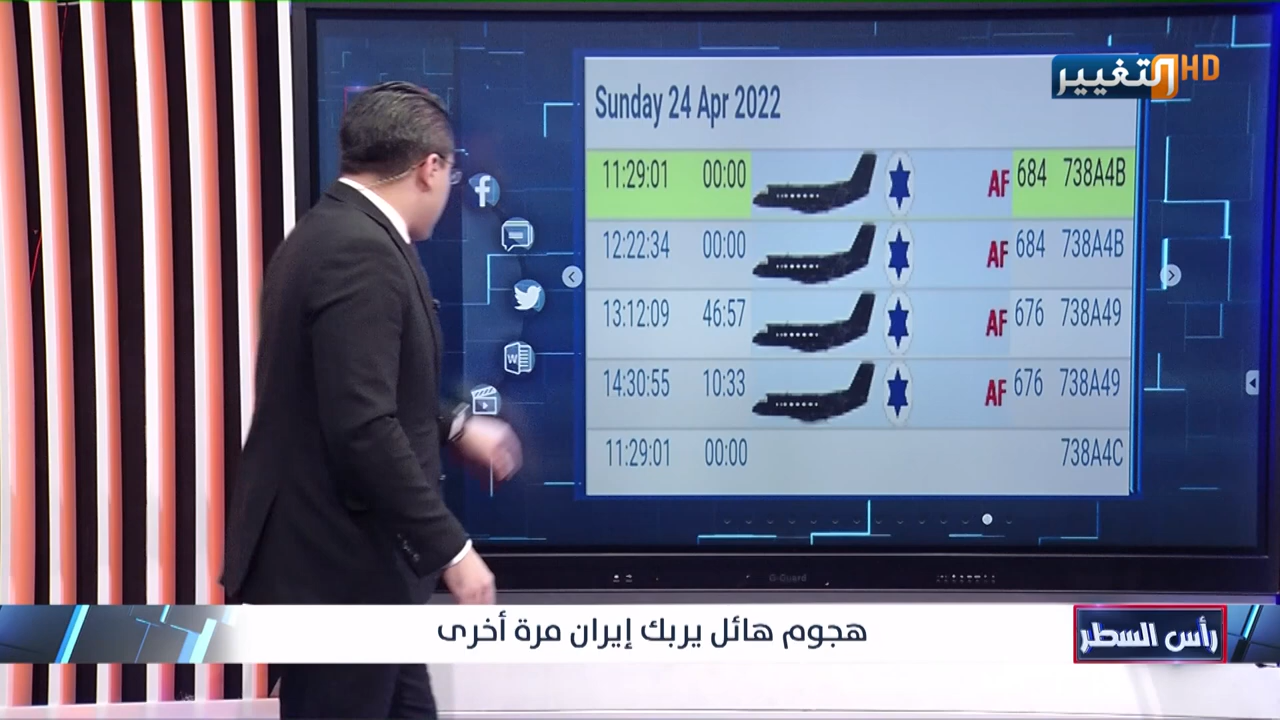 التغيير HD
Sunday 24 Apr 2022
11:29:01 00:00 AF 684 738A4B
12:22:34 00:00 AF 684 738A4B
13:12:09 46:57 AF 676 738A49
14:30:55 10:33 AF 676 738A49
11:29:01 00:00 738A4C
G-Guard
هجوم هائل يربك إيران مرة أخرى
رأس السطر